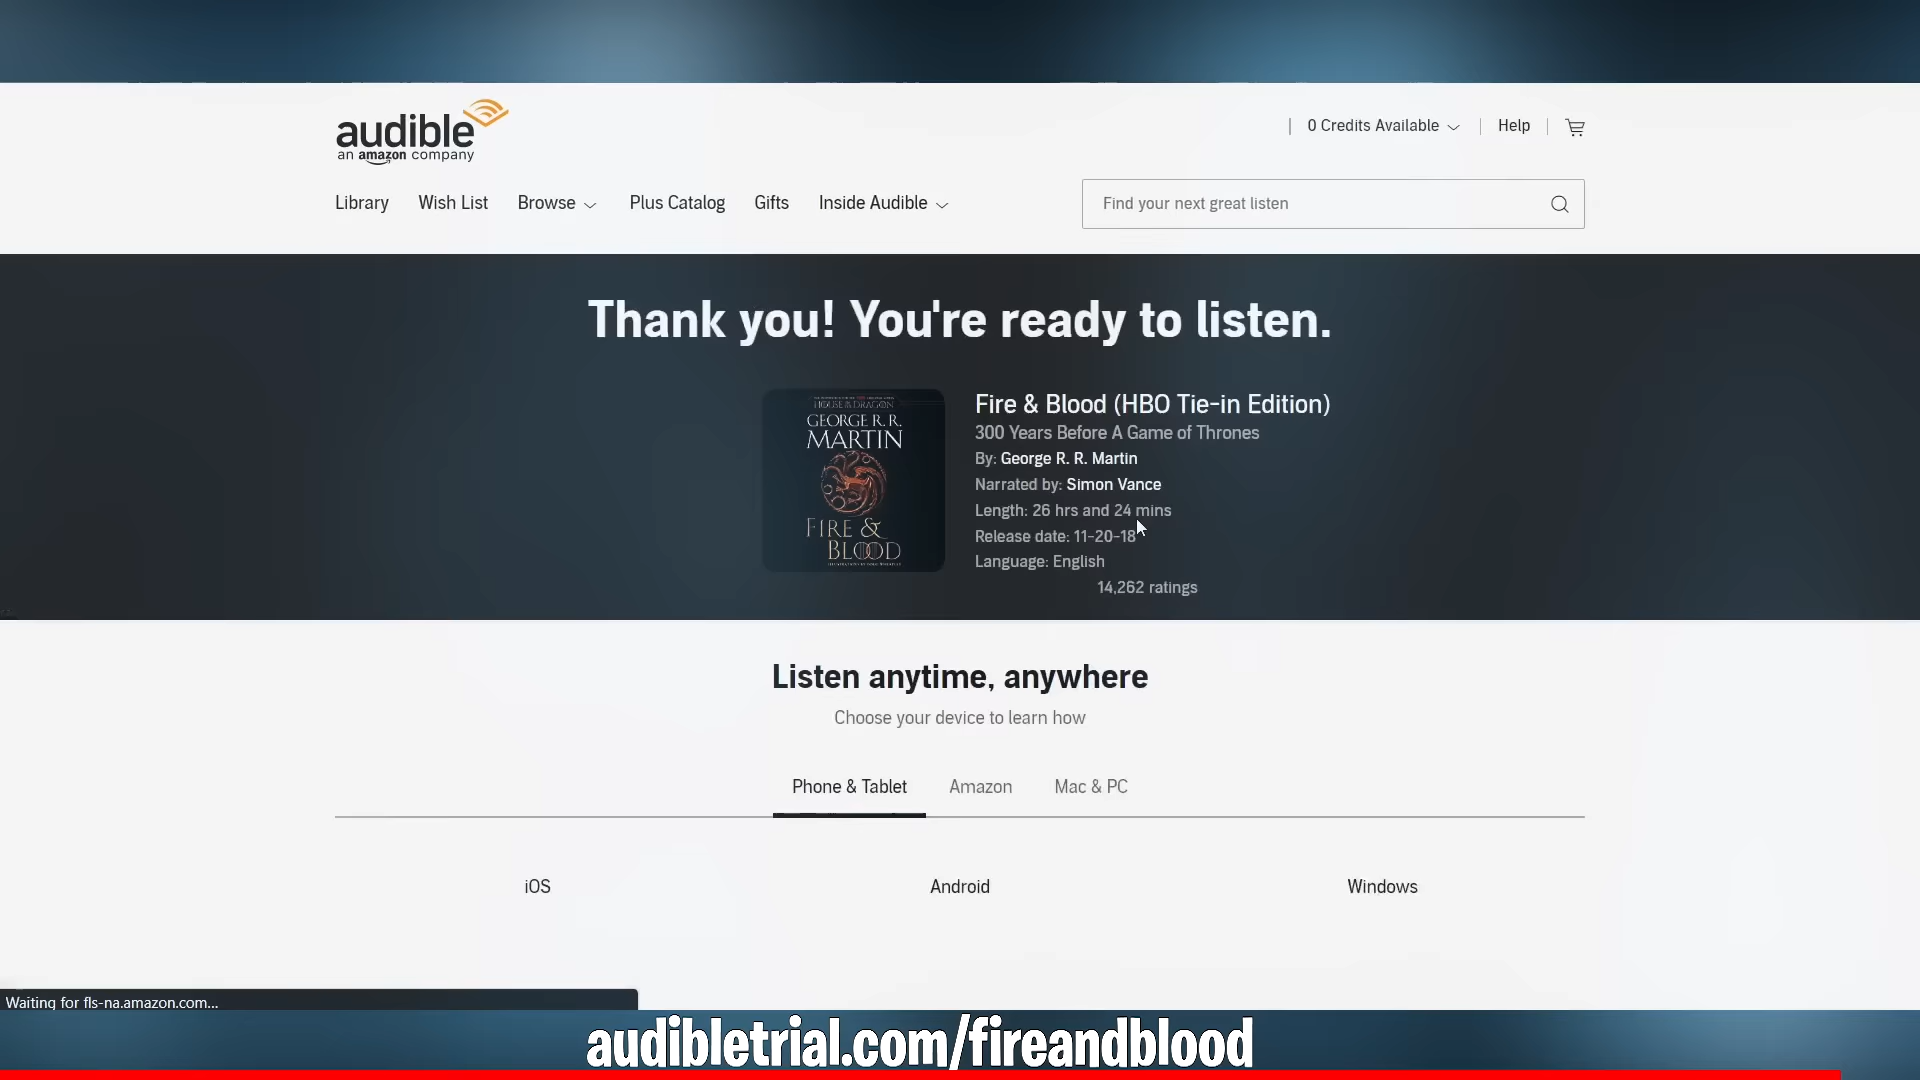 audible
an amazon company
0 Credits Available
Help
Library
Wish List
Browse
Plus Catalog
Gifts
Inside Audible
Find your next great listen
Thank you! You're ready to listen.
HOUSE OF THE DRAGON
GEORGE R. R.
MARTIN
FIRE &
BLOOD
Fire & Blood (HBO Tie-in Edition)
300 Years Before A Game of Thrones
By: George R. R. Martin
Narrated by: Simon Vance
Length: 26 hrs and 24 mins
Release date: 11-20-18
Language: English
14,262 ratings
Listen anytime, anywhere
Choose your device to learn how
Phone & Tablet
Amazon
Mac & PC
iOS
Android
Windows
Waiting for fls-na.amazon.com...
audibletrial.com/fireandblood